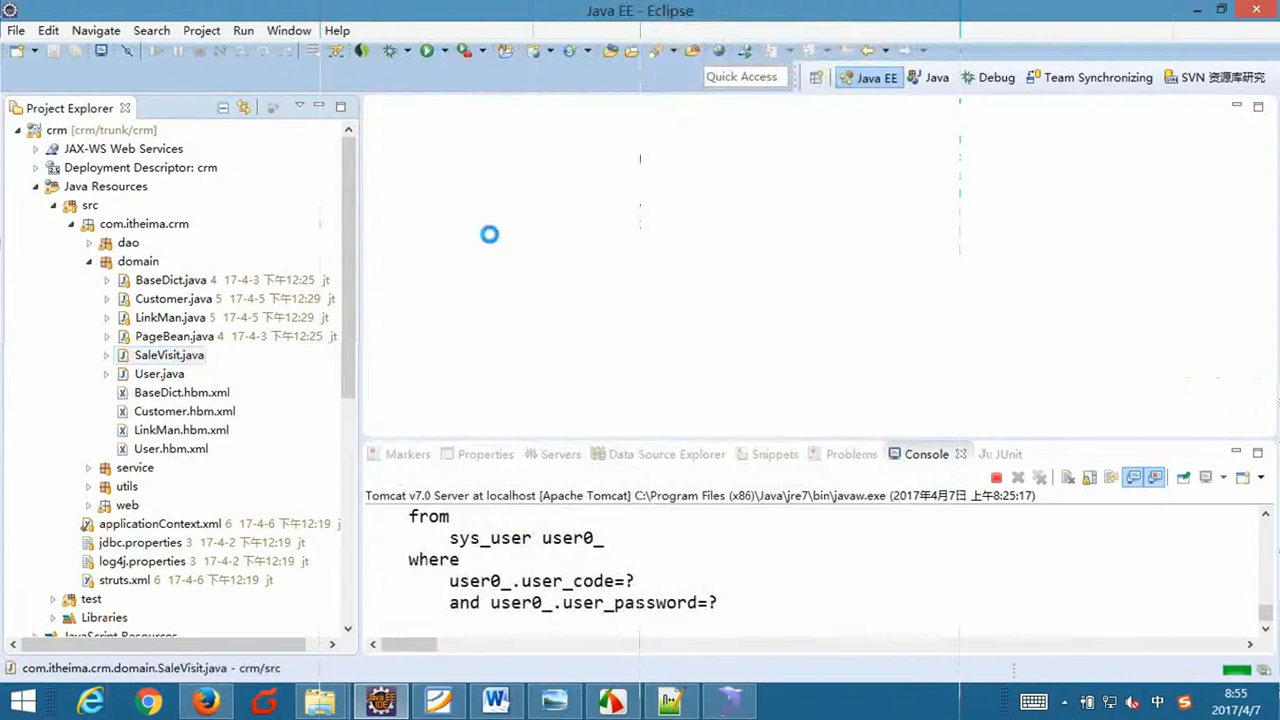 Java EE - Eclipse
File Edit Navigate Search Project Run Window Help
Quick Access
Java EE
Java
Debug
Team Synchronizing
SVN 资源库研究
Project Explorer
crm [crm/trunk/crm]
JAX-WS Web Services
Deployment Descriptor: crm
Java Resources
src
com.itheima.crm
dao
domain
BaseDict.java 4 17-4-3 下午12:25 jt
Customer.java 5 17-4-5 下午12:29 jt
LinkMan.java 5 17-4-5 下午12:29 jt
PageBean.java 4 17-4-3 下午12:25 jt
SaleVisit.java
User.java
BaseDict.hbm.xml
Customer.hbm.xml
LinkMan.hbm.xml
User.hbm.xml
service
utils
web
applicationContext.xml 6 17-4-6 下午12:19 j
jdbc.properties 3 17-4-2 下午12:19 jt
log4j.properties 3 17-4-2 下午12:19 jt
struts.xml 6 17-4-6 下午12:19 jt
test
Libraries
JavaScript Resources
Markers Properties Servers Data Source Explorer Snippets Problems Console JUnit
Tomcat v7.0 Server at localhost [Apache Tomcat] C:\Program Files (x86)\Java\jre7\bin\javaw.exe (2017年4月7日 上午8:25:17)
from
sys_user user0_
where
user0_.user_code=?
and user0_.user_password=?
com.itheima.crm.domain.SaleVisit.java - crm/src
中
8:55
2017/4/7